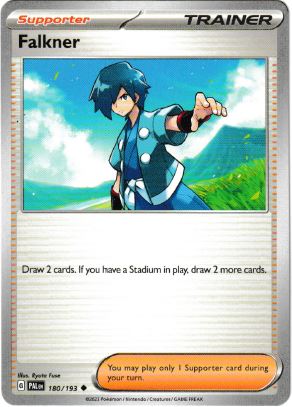 Supporter
TRAINER
Falkner
Draw 2 cards. If you have a Stadium in play, draw 2 more cards.
Illus. Ryota Fuse
G PAL EN 180/193 ◆
You may play only 1 Supporter card during your turn.
©2023 Pokémon / Nintendo / Creatures / GAME FREAK